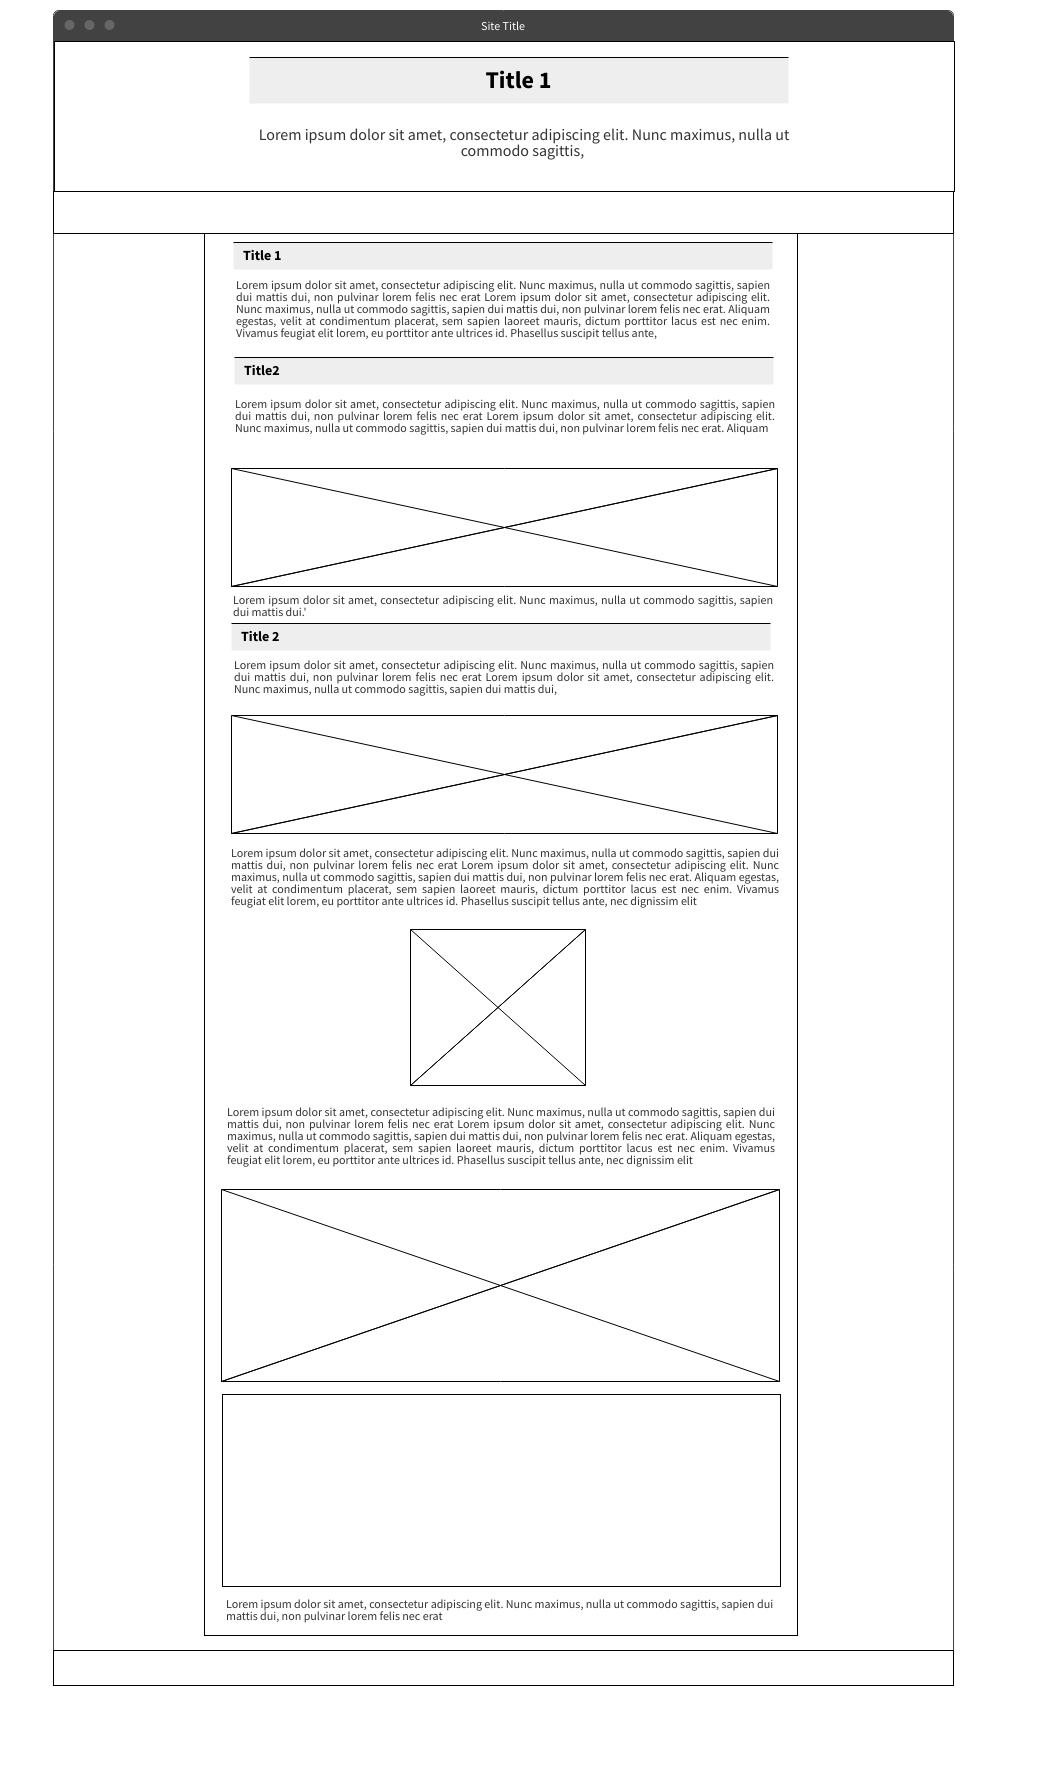 Site Title
Title 1
Lorem ipsum dolor sit amet, consectetur adipiscing elit. Nunc maximus, nulla ut
commodo sagittis,
Title 1
Lorem ipsum dolor sit amet, consectetur adipiscing elit. Nunc maximus, nulla ut commodo sagittis, sapien
dui mattis dui, non pulvinar lorem felis nec erat Lorem ipsum dolor sit amet, consectetur adipiscing elit.
Nunc maximus, nulla ut commodo sagittis, sapien dui mattis dui, non pulvinar lorem felis nec erat. Aliquam
egestas, velit at condimentum placerat, sem sapien laoreet mauris, dictum porttitor lacus est nec enim.
Vivamus feugiat elit lorem, eu porttitor ante ultrices id. Phasellus suscipit tellus ante,
Title2
Lorem ipsum dolor sit amet, consectetur adipiscing elit. Nunc maximus, nulla ut commodo sagittis, sapien
dui mattis dui, non pulvinar lorem felis nec erat Lorem ipsum dolor sit amet, consectetur adipiscing elit.
Nunc maximus, nulla ut commodo sagittis, sapien dui mattis dui, non pulvinar lorem felis nec erat. Aliquam
Lorem ipsum dolor sit amet, consectetur adipiscing elit. Nunc maximus, nulla ut commodo sagittis, sapien
dui mattis dui.'
Title 2
Lorem ipsum dolor sit amet, consectetur adipiscing elit. Nunc maximus, nulla ut commodo sagittis, sapien
dui mattis dui, non pulvinar lorem felis nec erat Lorem ipsum dolor sit amet, consectetur adipiscing elit.
Nunc maximus, nulla ut commodo sagittis, sapien dui mattis dui,
Lorem ipsum dolor sit amet, consectetur adipiscing elit. Nunc maximus, nulla ut commodo sagittis, sapien dui
mattis dui, non pulvinar lorem felis nec erat Lorem ipsum dolor sit amet, consectetur adipiscing elit. Nunc
maximus, nulla ut commodo sagittis, sapien dui mattis dui, non pulvinar lorem felis nec erat. Aliquam egestas,
velit at condimentum placerat, sem sapien laoreet mauris, dictum porttitor lacus est nec enim. Vivamus
feugiat elit lorem, eu porttitor ante ultrices id. Phasellus suscipit tellus ante, nec dignissim elit
Lorem ipsum dolor sit amet, consectetur adipiscing elit. Nunc maximus, nulla ut commodo sagittis, sapien dui
mattis dui, non pulvinar lorem felis nec erat Lorem ipsum dolor sit amet, consectetur adipiscing elit. Nunc
maximus, nulla ut commodo sagittis, sapien dui mattis dui, non pulvinar lorem felis nec erat. Aliquam egestas,
velit at condimentum placerat, sem sapien laoreet mauris, dictum porttitor lacus est nec enim. Vivamus
feugiat elit lorem, eu porttitor ante ultrices id. Phasellus suscipit tellus ante, nec dignissim elit
Lorem ipsum dolor sit amet, consectetur adipiscing elit. Nunc maximus, nulla ut commodo sagittis, sapien dui
mattis dui, non pulvinar lorem felis nec erat